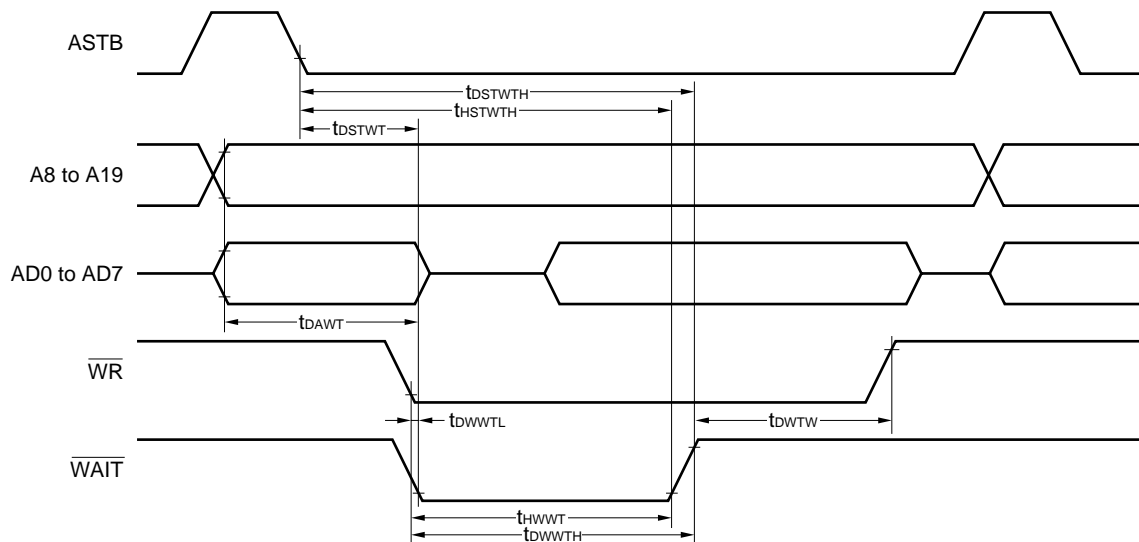 ASTB
tDSTWTH
tHSTWTH
tDSTWT
A8 to A19
AD0 to AD7
tDAWT
WR
tDWWTL
tDWTW
WAIT
tHWWT
tDWWTH